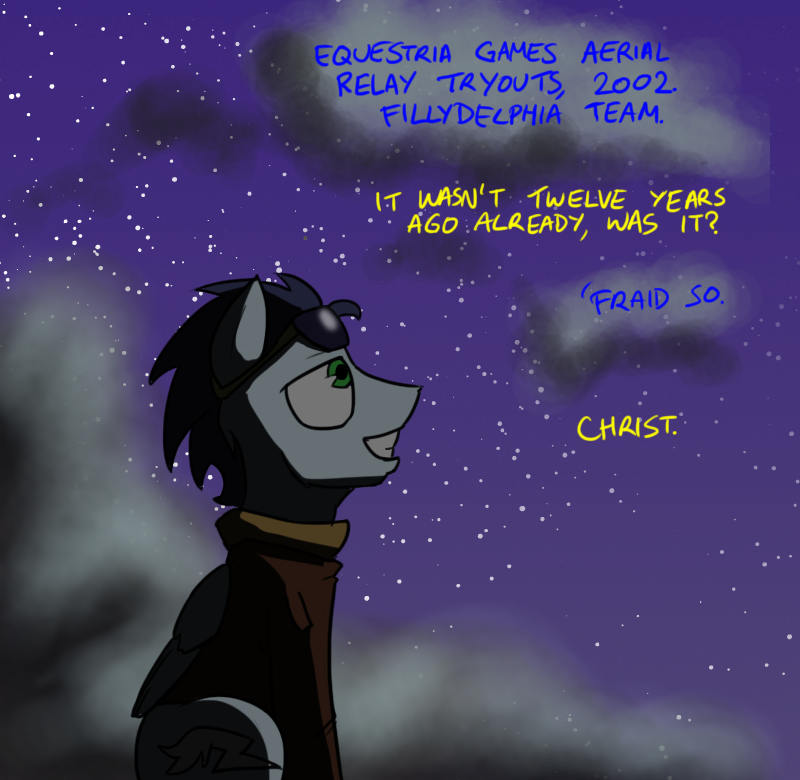 EQUESTRIA GAMES AERIAL
RELAY TRYOUTS, 2002.
FILLYDELPHIA TEAM.
IT WASN'T TWELVE YEARS
AGO ALREADY, WAS IT?
'FRAID SO.
CHRIST.